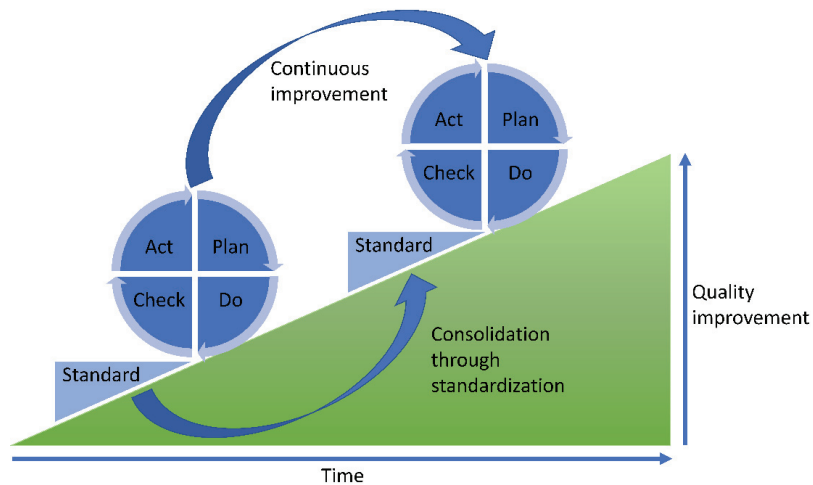 Continuous
improvement
Act
Plan
Check
Do
Standard
Act
Plan
Check
Do
Standard
Quality
improvement
Consolidation
through
standardization
Time